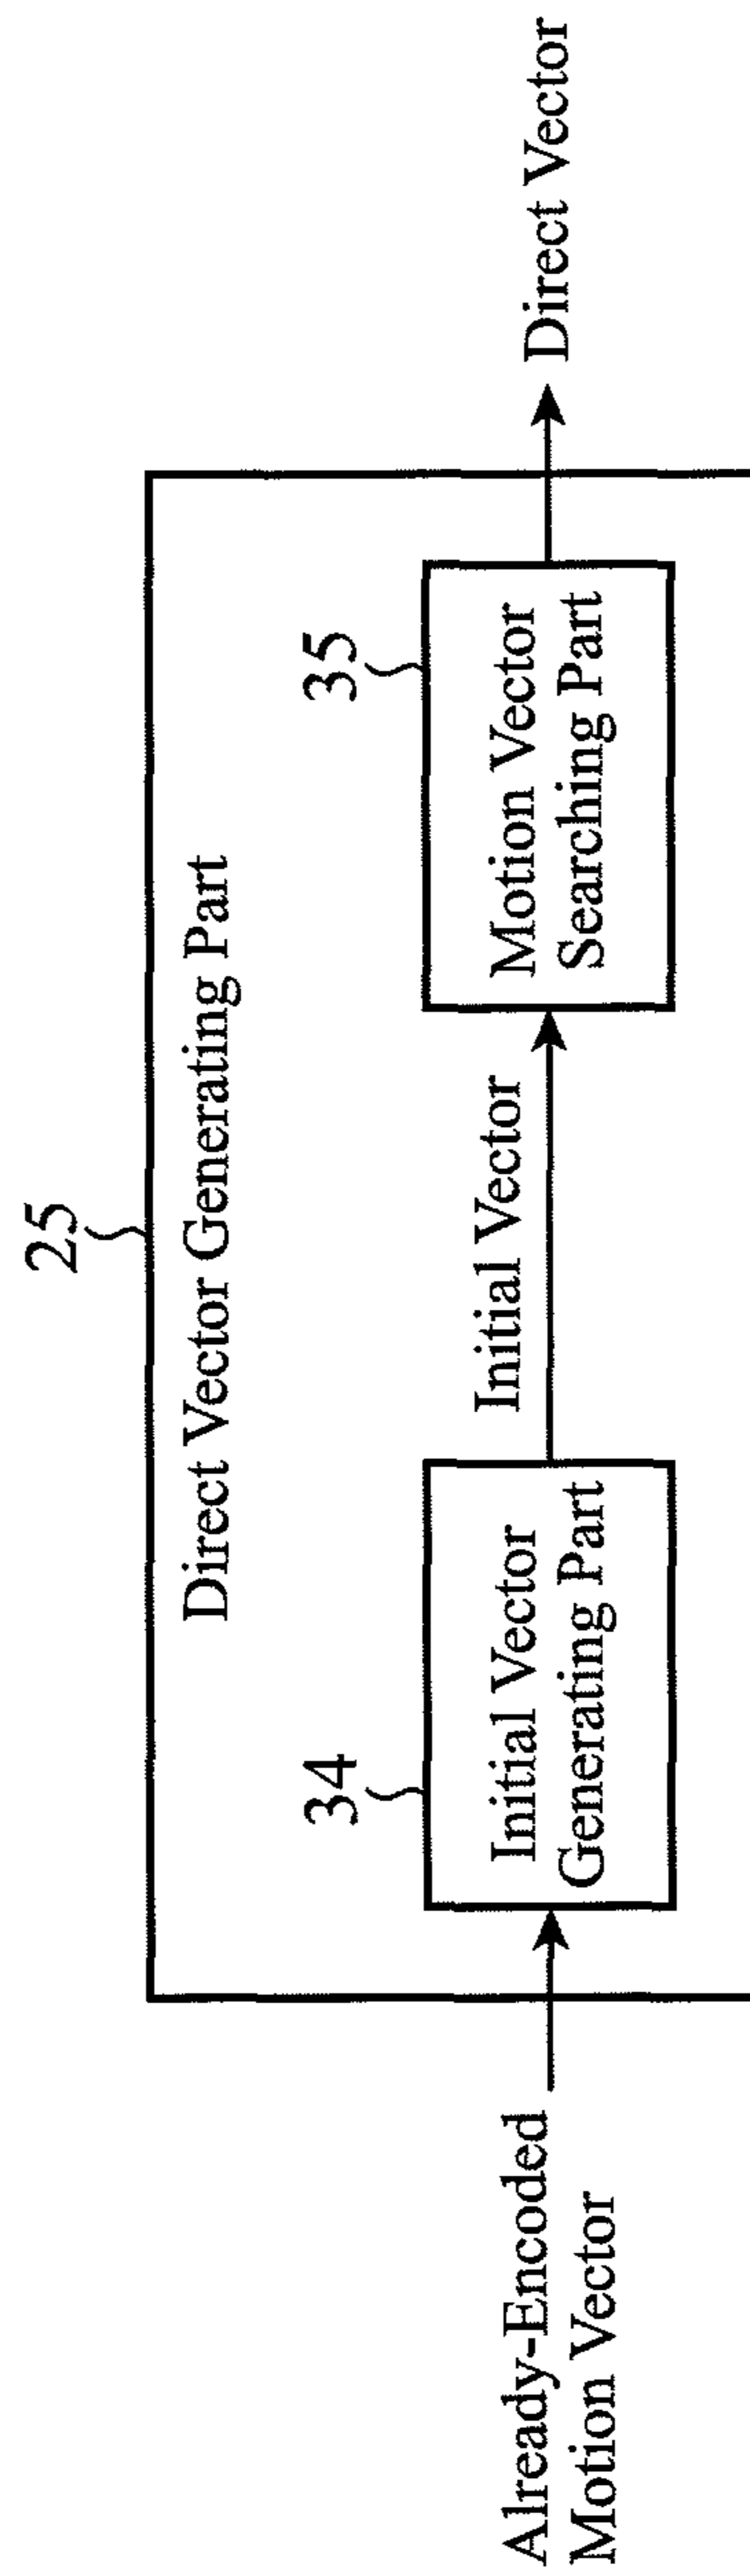 25
Direct Vector Generating Part
34
35
Already-Encoded
Motion Vector
Initial Vector
Generating Part
Initial Vector
Motion Vector
Searching Part
Direct Vector